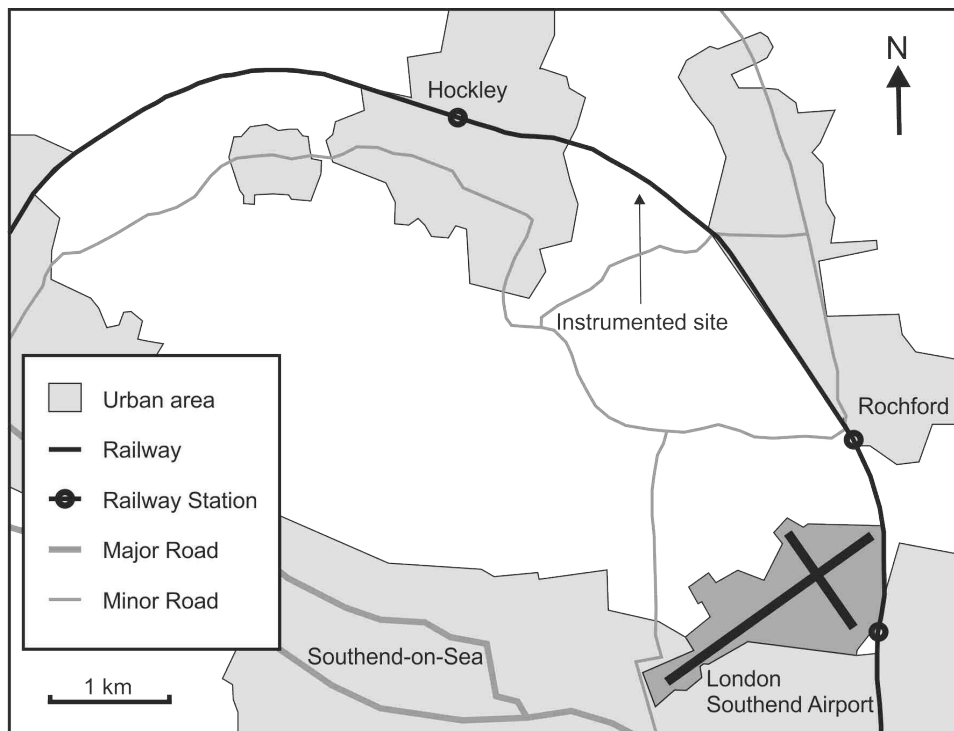 N
Hockley
Instrumented site
Rochford
Urban area
Railway
Railway Station
Major Road
Minor Road
1 km
Southend-on-Sea
London
Southend Airport